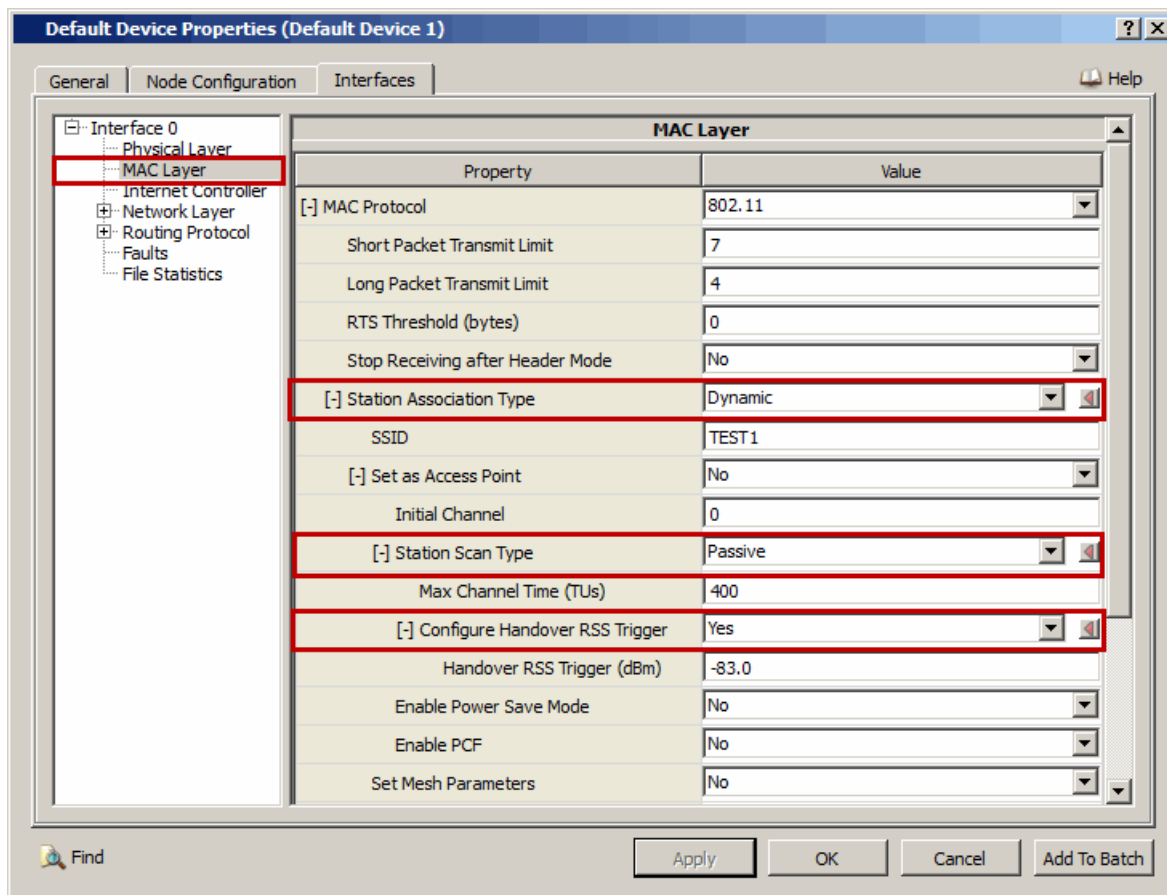 Default Device Properties (Default Device 1)
General Node Configuration Interfaces Help
Interface 0
Physical Layer
MAC Layer
Internet Controller
Network Layer
Routing Protocol
Faults
File Statistics
MAC Layer
Property Value
[-] MAC Protocol 802.11
Short Packet Transmit Limit 7
Long Packet Transmit Limit 4
RTS Threshold (bytes) 0
Stop Receiving after Header Mode No
[-] Station Association Type Dynamic
SSID TEST1
[-] Set as Access Point No
Initial Channel 0
[-] Station Scan Type Passive
Max Channel Time (TUs) 400
[-] Configure Handover RSS Trigger Yes
Handover RSS Trigger (dBm) -83.0
Enable Power Save Mode No
Enable PCF No
Set Mesh Parameters No
Find Apply OK Cancel Add To Batch